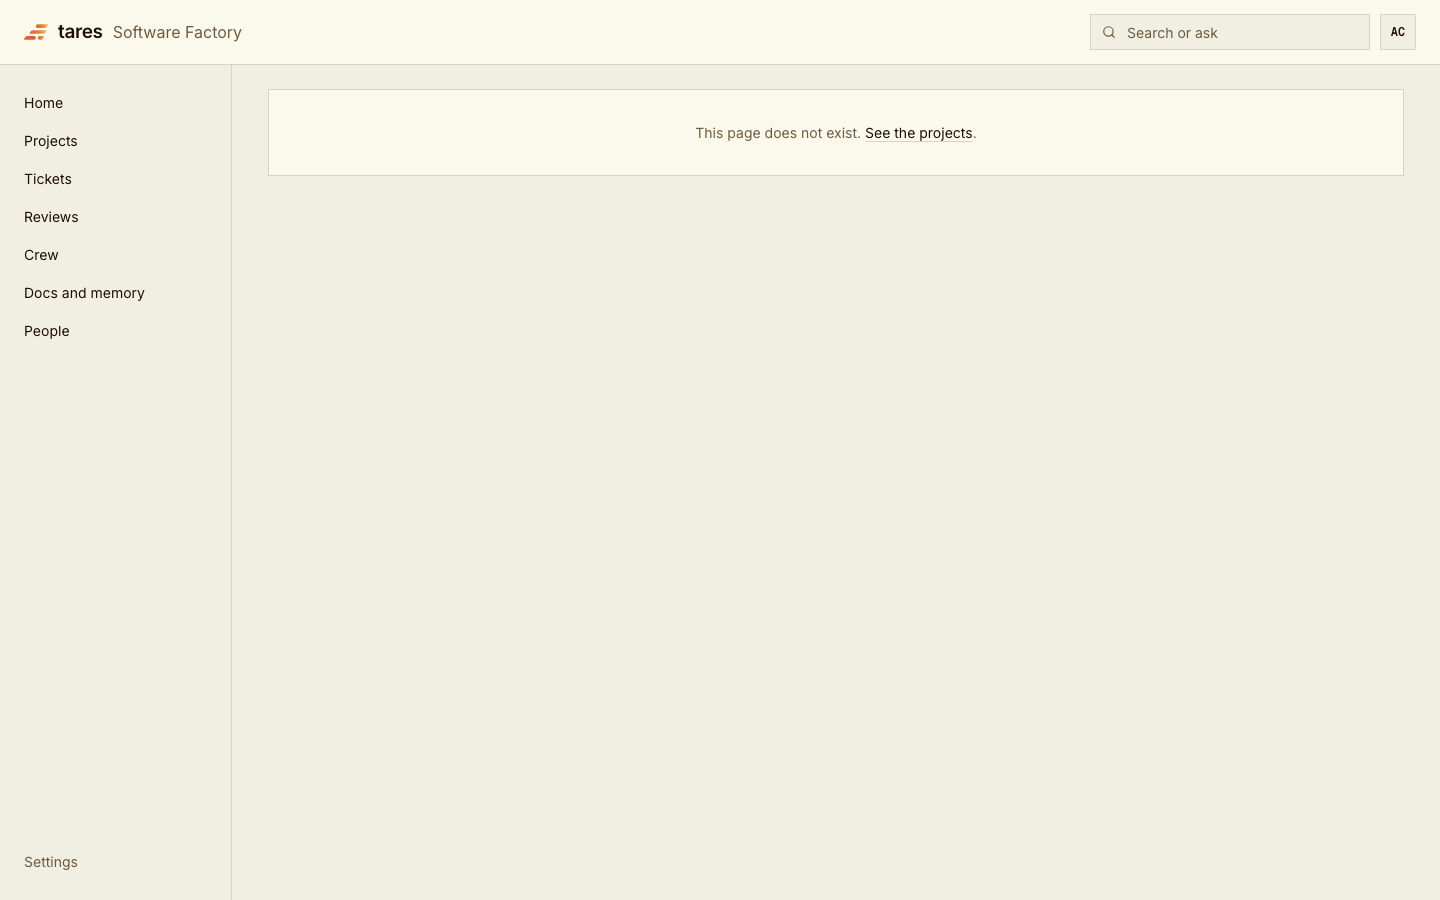 tares Software Factory
Search or ask
AC
Home
Projects
Tickets
Reviews
Crew
Docs and memory
People
Settings
This page does not exist. See the projects.